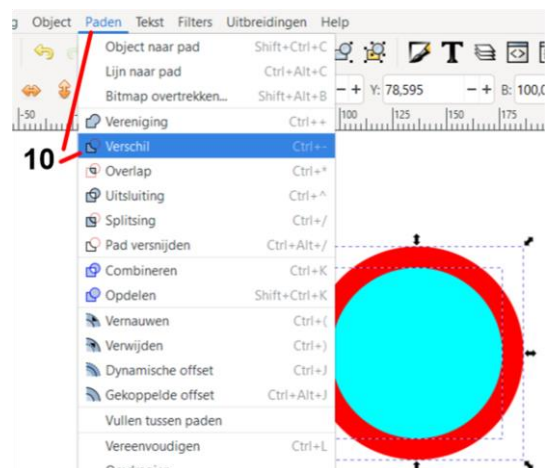 Object Paden Tekst Filters Uitbreidingen Help
Object naar pad Shift+Ctrl+C
Lijn naar pad Ctrl+Alt+C
Bitmap overtrekken... Shift+Alt+B
Y: 78,595 - + B: 100,0
-50 100 125 150 175
Vereniging Ctrl++
Verschil Ctrl+-
10
Overlap Ctrl+*
Uitsluiting Ctrl+^
Splitsing Ctrl+/
Pad versnijden Ctrl+Alt+/
Combineren Ctrl+K
Opdelen Shift+Ctrl+K
Vernauwen Ctrl+(
Verwijden Ctrl+)
Dynamische offset Ctrl+J
Gekoppelde offset Ctrl+Alt+J
Vullen tussen paden
Vereenvoudigen Ctrl+L